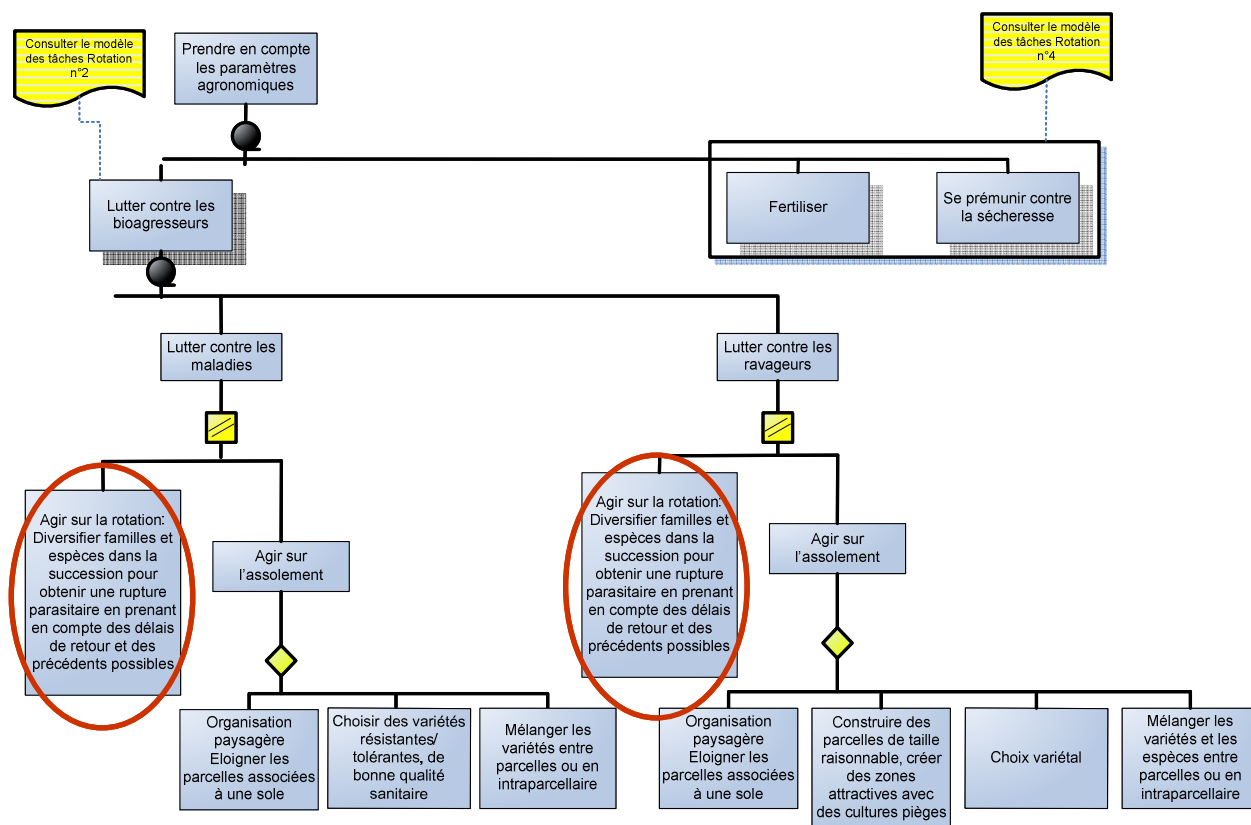 Consulter le modèle
des tâches Rotation
n°2
Prendre en compte
les paramètres
agronomiques
Consulter le modèle
des tâches Rotation
n°4
Lutter contre les
bioagresseurs
Fertiliser
Se prémunir contre
la sécheresse
Lutter contre les
maladies
Lutter contre les
ravageurs
Agir sur la rotation:
Diversifier familles et
espèces dans la
succession pour
obtenir une rupture
parasitaire en prenant
en compte des délais
de retour et des
précédents possibles
Agir sur
l’assolement
Agir sur la rotation:
Diversifier familles et
espèces dans la
succession pour
obtenir une rupture
parasitaire en prenant
en compte des délais
de retour et des
précédents possibles
Agir sur
l’assolement
Organisation
paysagère
Eloigner les
parcelles associées
à une sole
Choisir des variétés
résistantes/
tolérantes, de
bonne qualité
sanitaire
Mélanger les
variétés entre
parcelles ou en
intraparcellaire
Organisation
paysagère
Eloigner les
parcelles associées
à une sole
Construire des
parcelles de taille
raisonnable, créer
des zones
attractives avec
des cultures pièges
Choix variétal
Mélanger les
variétés et les
espèces entre
parcelles ou en
intraparcellaire